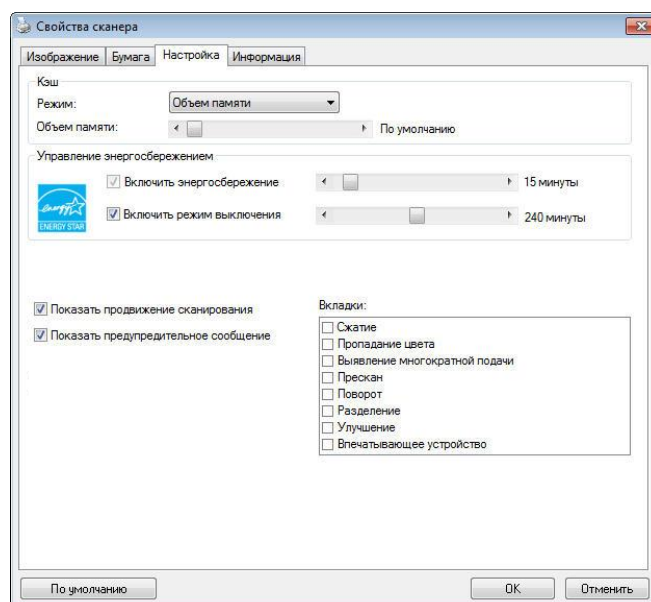 Свойства сканера
Изображение Бумага Настройка Информация
Кэш
Режим: Объем памяти
Объем памяти: По умолчанию
Управление энергосбережением
Включить энергосбережение 15 минуты
Включить режим выключения 240 минуты
energy
ENERGY STAR
Показать продвижение сканирования
Показать предупредительное сообщение
Вкладки:
Сжатие
Пропадание цвета
Выявление многократной подачи
Прескан
Поворот
Разделение
Улучшение
Впечатывающее устройство
По умолчанию OK Отменить